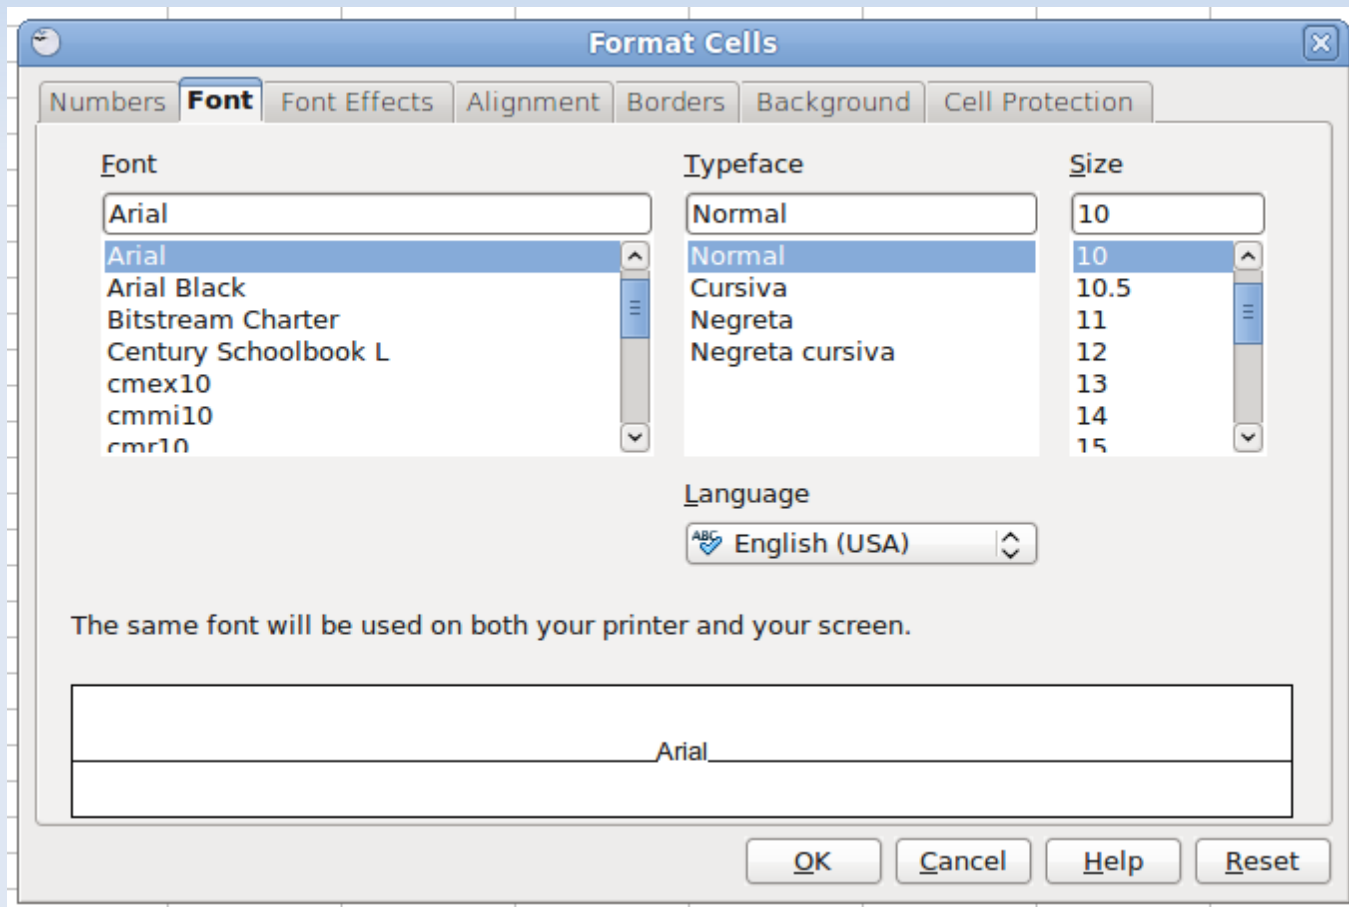 Format Cells
Numbers Font Font Effects Alignment Borders Background Cell Protection
Font Typeface Size
Arial Normal 10
Arial Normal 10
Arial Black Cursiva 10.5
Bitstream Charter Negreta 11
Century Schoolbook L Negreta cursiva 12
cmex10 13
cmmi10 14
cmr10 15
Language
ABC English (USA)
The same font will be used on both your printer and your screen.
Arial
OK Cancel Help Reset